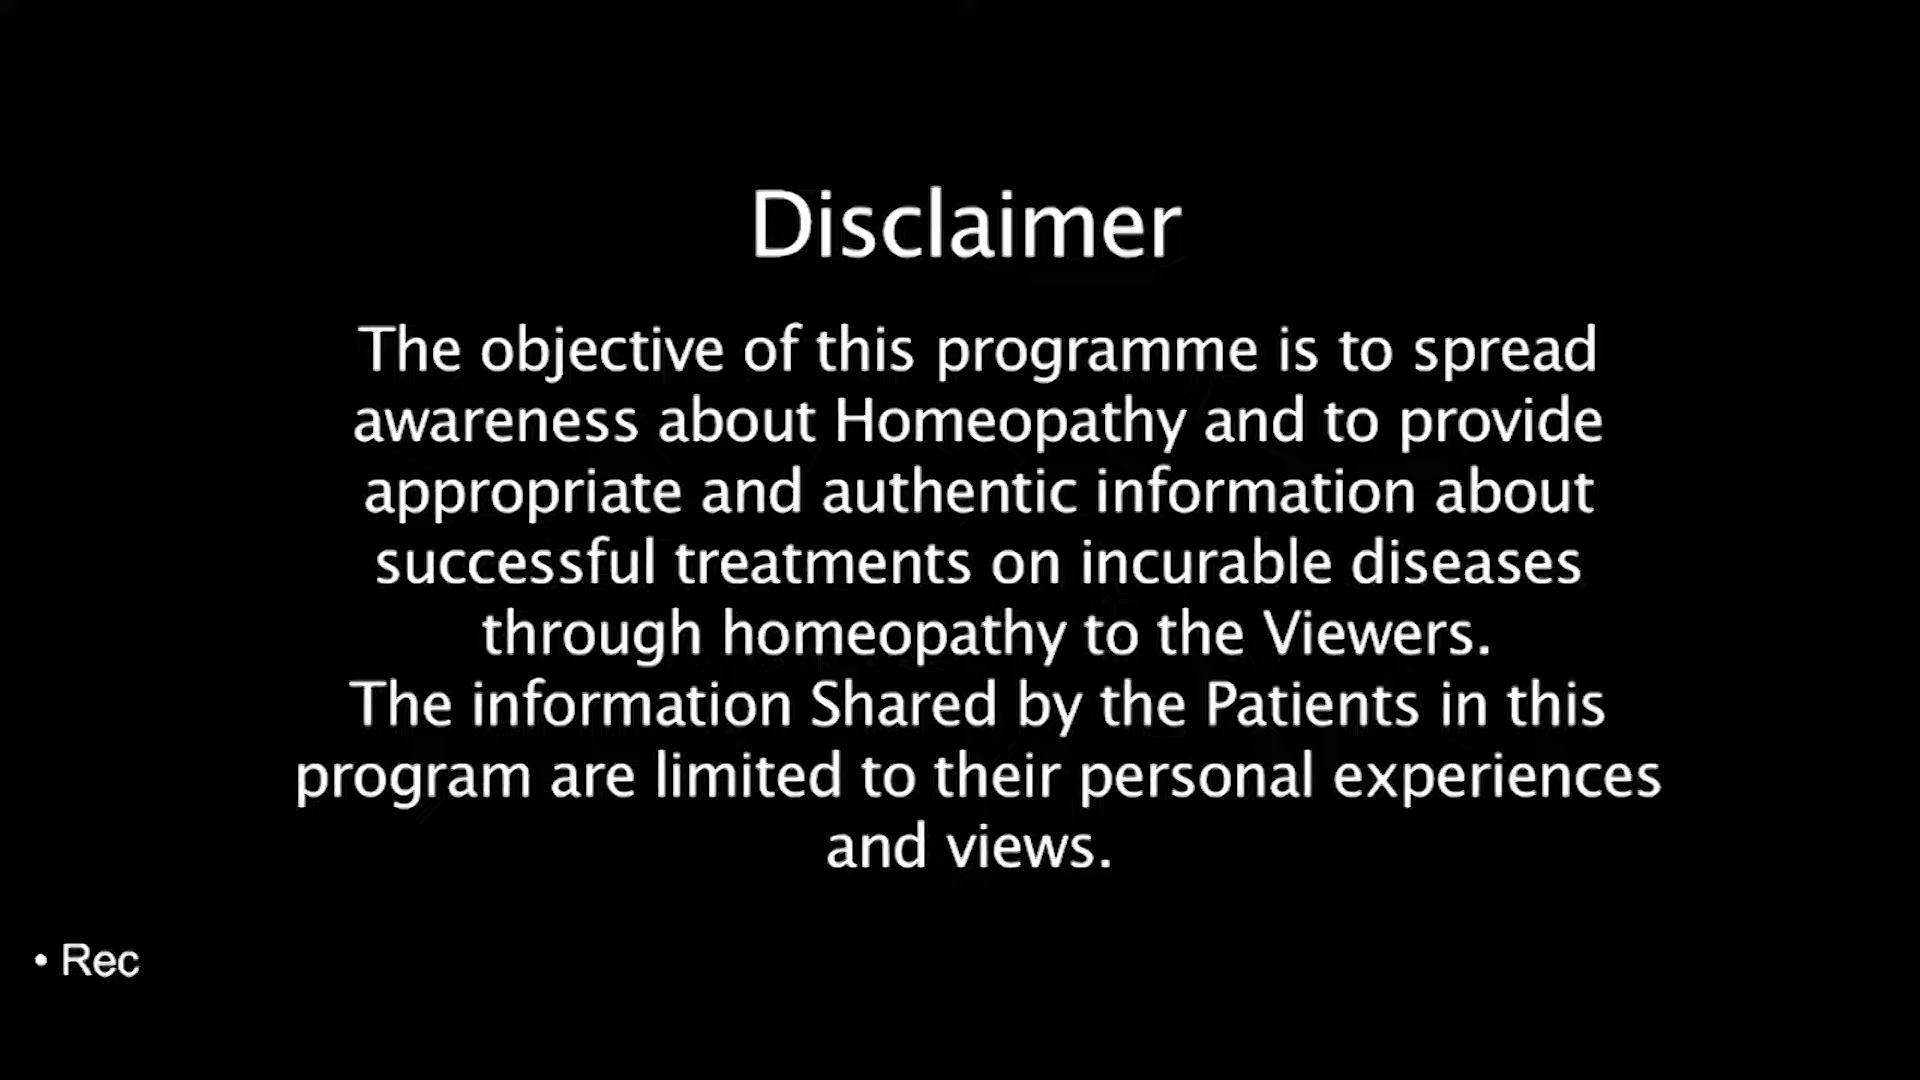 Disclaimer
The objective of this programme is to spread
awareness about Homeopathy and to provide
appropriate and authentic information about
successful treatments on incurable diseases
through homeopathy to the Viewers.
The information Shared by the Patients in this
program are limited to their personal experiences
and views.
• Rec